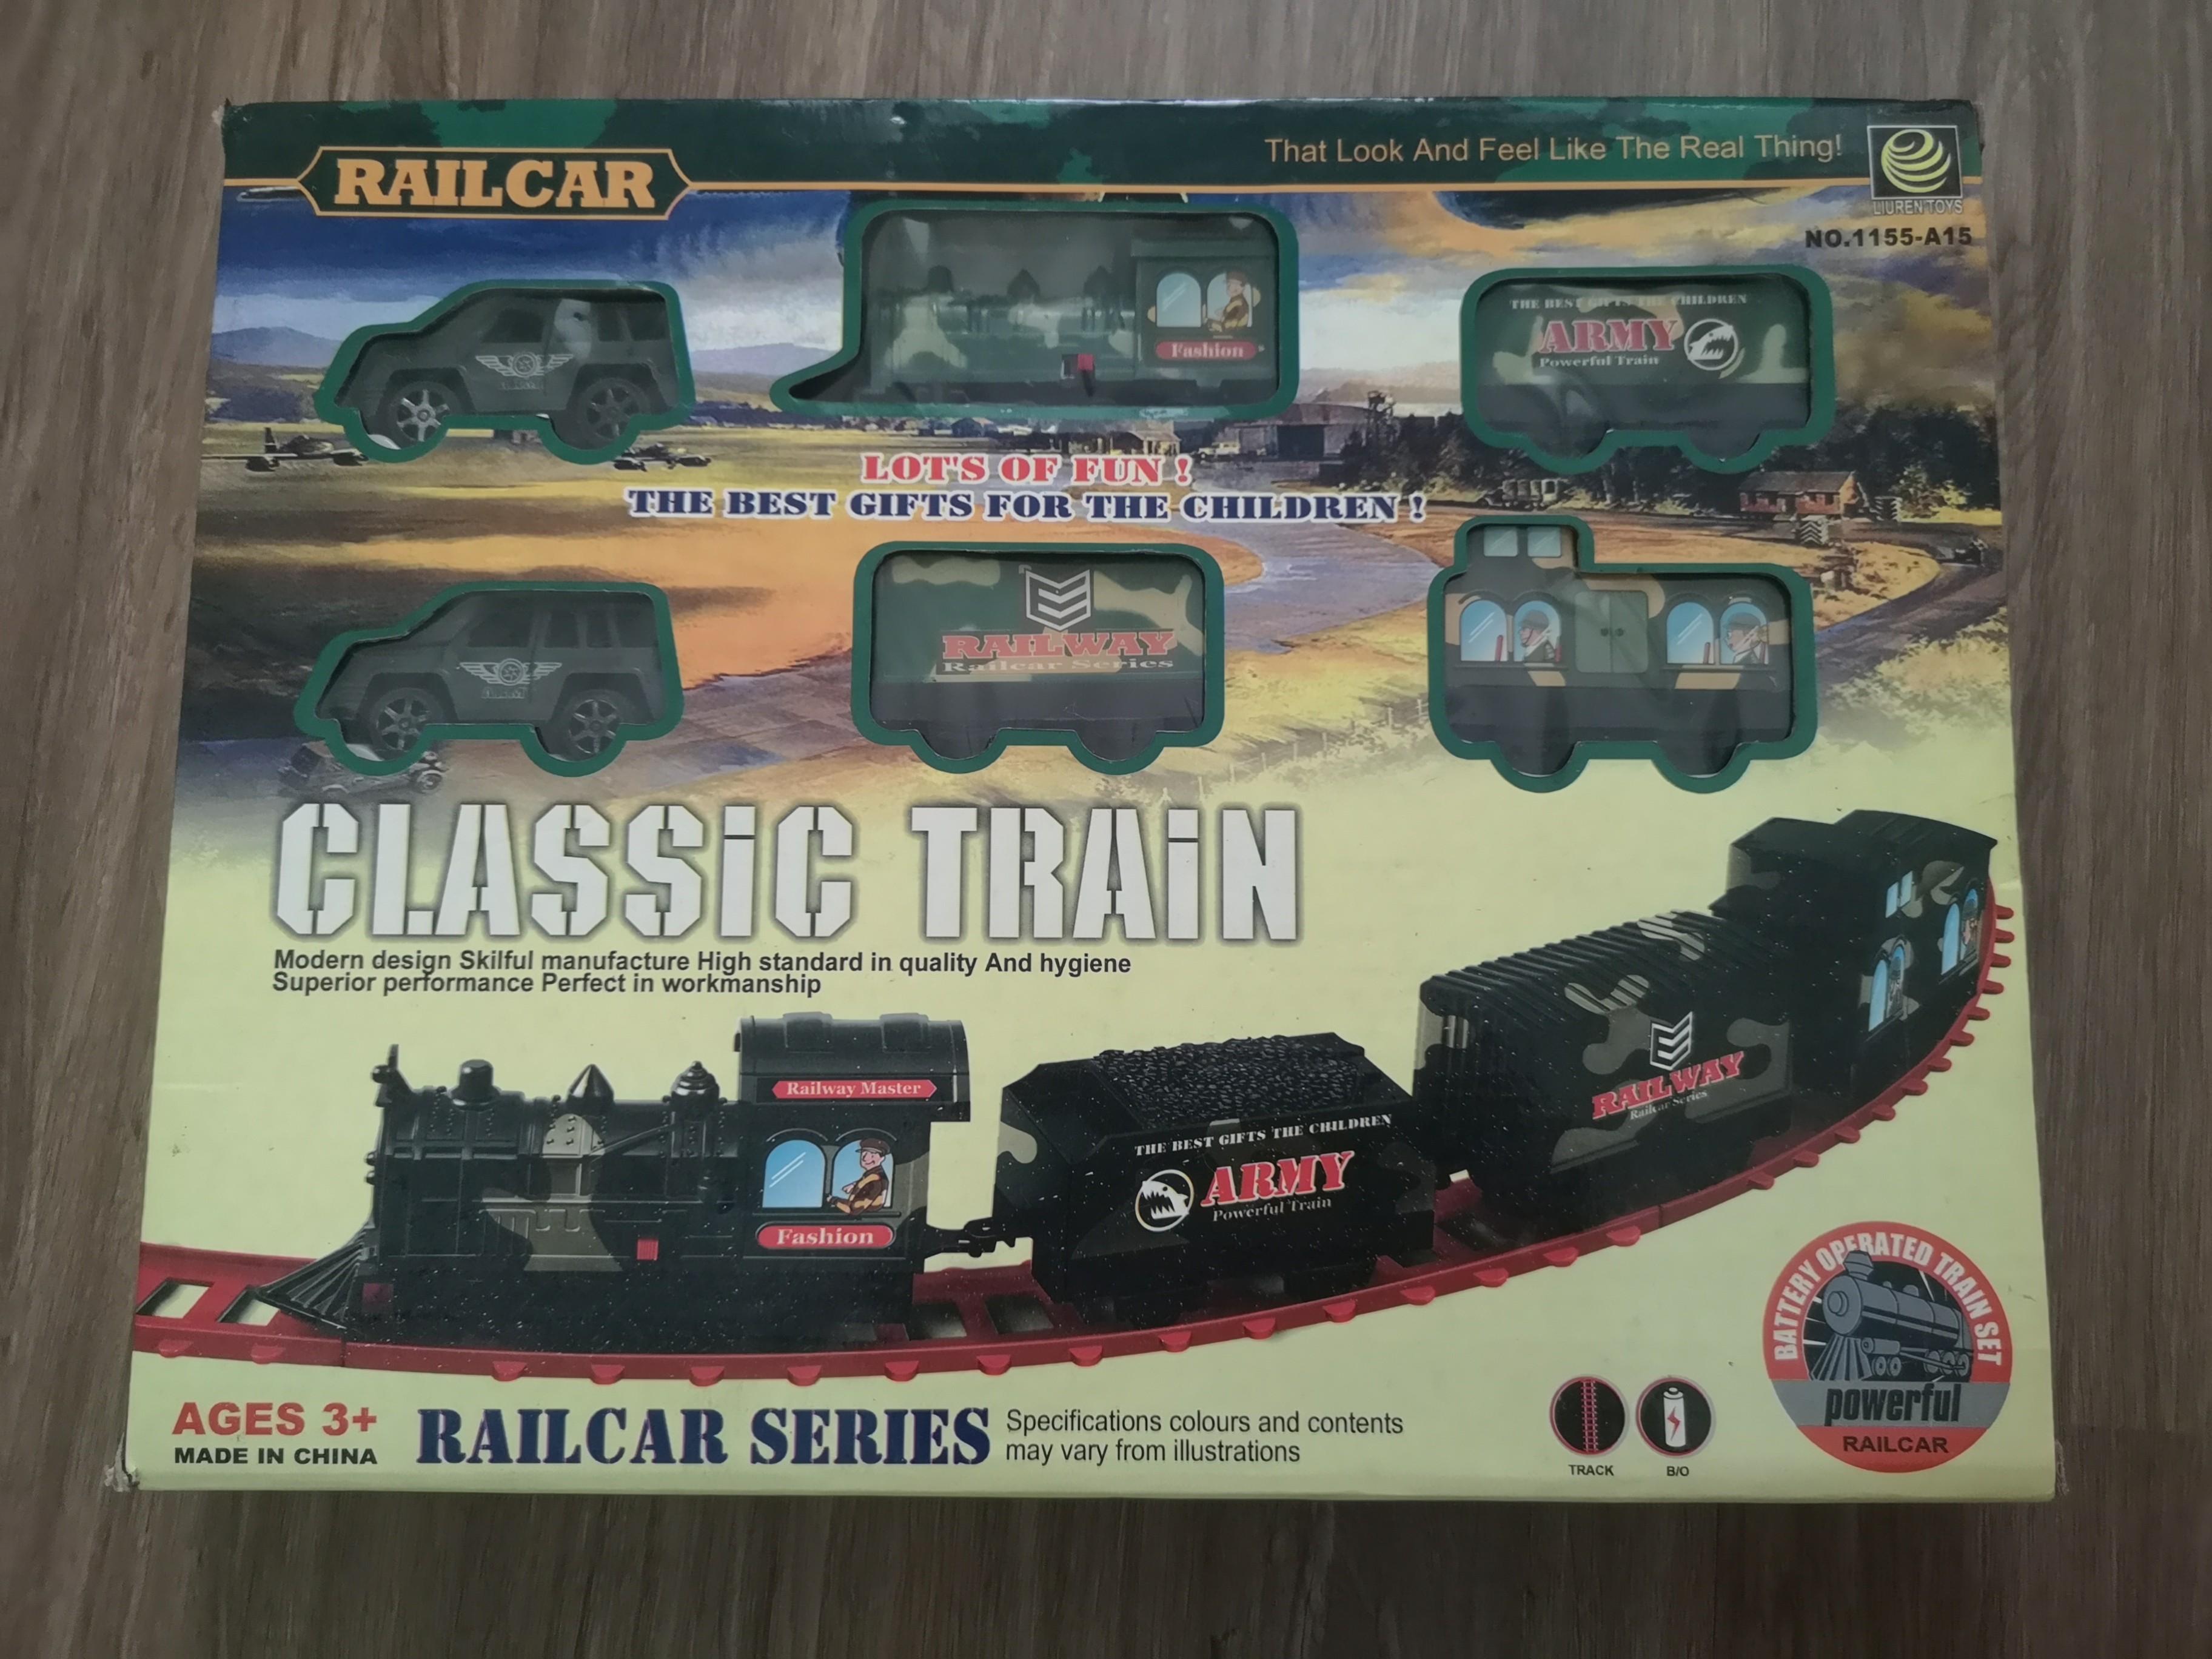 RAILCAR
That Look And Feel Like The Real Thing!
LIUREN TOYS
NO.1155-A15
Fashion
THE BEST GIFTS THE CHILDREN
ARMY
Powerful Train
LOT'S OF FUN !
THE BEST GIFTS FOR THE CHILDREN !
RAILWAY
Railcar Series
CLASSiC TRAiN
Modern design Skilful manufacture High standard in quality And hygiene
Superior performance Perfect in workmanship
Railway Master
Fashion
THE BEST GIFTS THE CHILDREN
ARMY
Powerful Train
RAILWAY
Railcar Series
BATTERY OPERATED TRAIN SET
powerful
RAILCAR
AGES 3+
MADE IN CHINA
RAILCAR SERIES
Specifications colours and contents
may vary from illustrations
TRACK
B/O